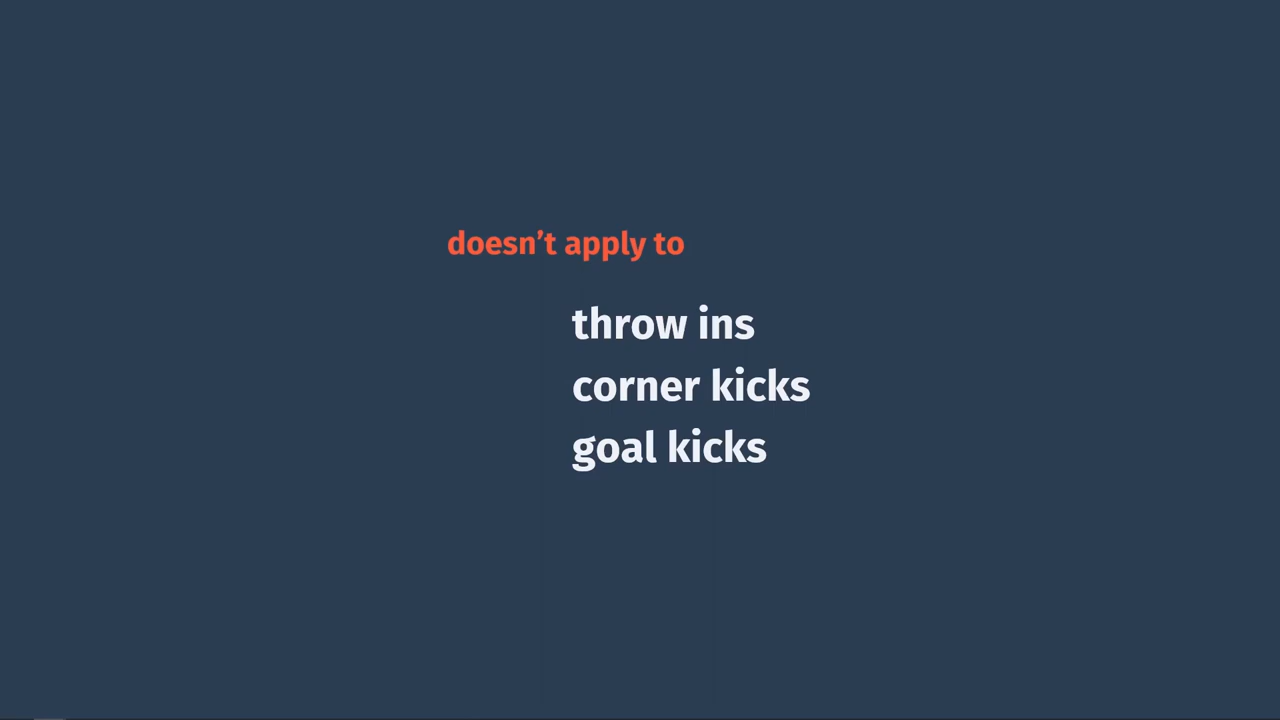 doesn’t apply to
throw ins
corner kicks
goal kicks